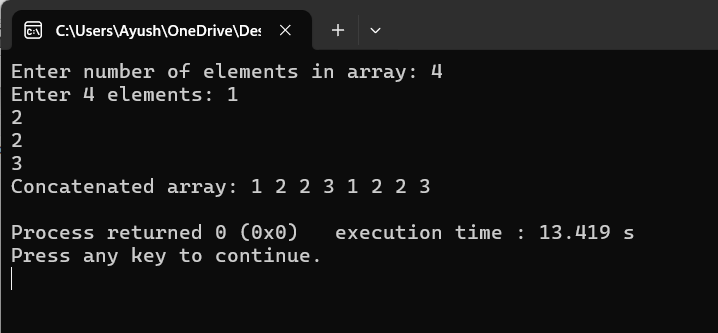 C:\Users\Ayush\OneDrive\Des
Enter number of elements in array: 4
Enter 4 elements: 1
2
2
3
Concatenated array: 1 2 2 3 1 2 2 3
Process returned 0 (0x0)   execution time : 13.419 s
Press any key to continue.